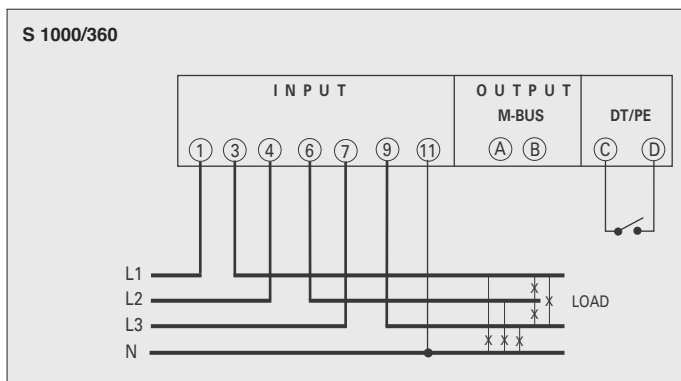 S 1000/360
INPUT
OUTPUT
M-BUS
DT/PE
1 3 4 6 7 9 11 A B C D
L1
L2
L3
N
LOAD
x x x x x x